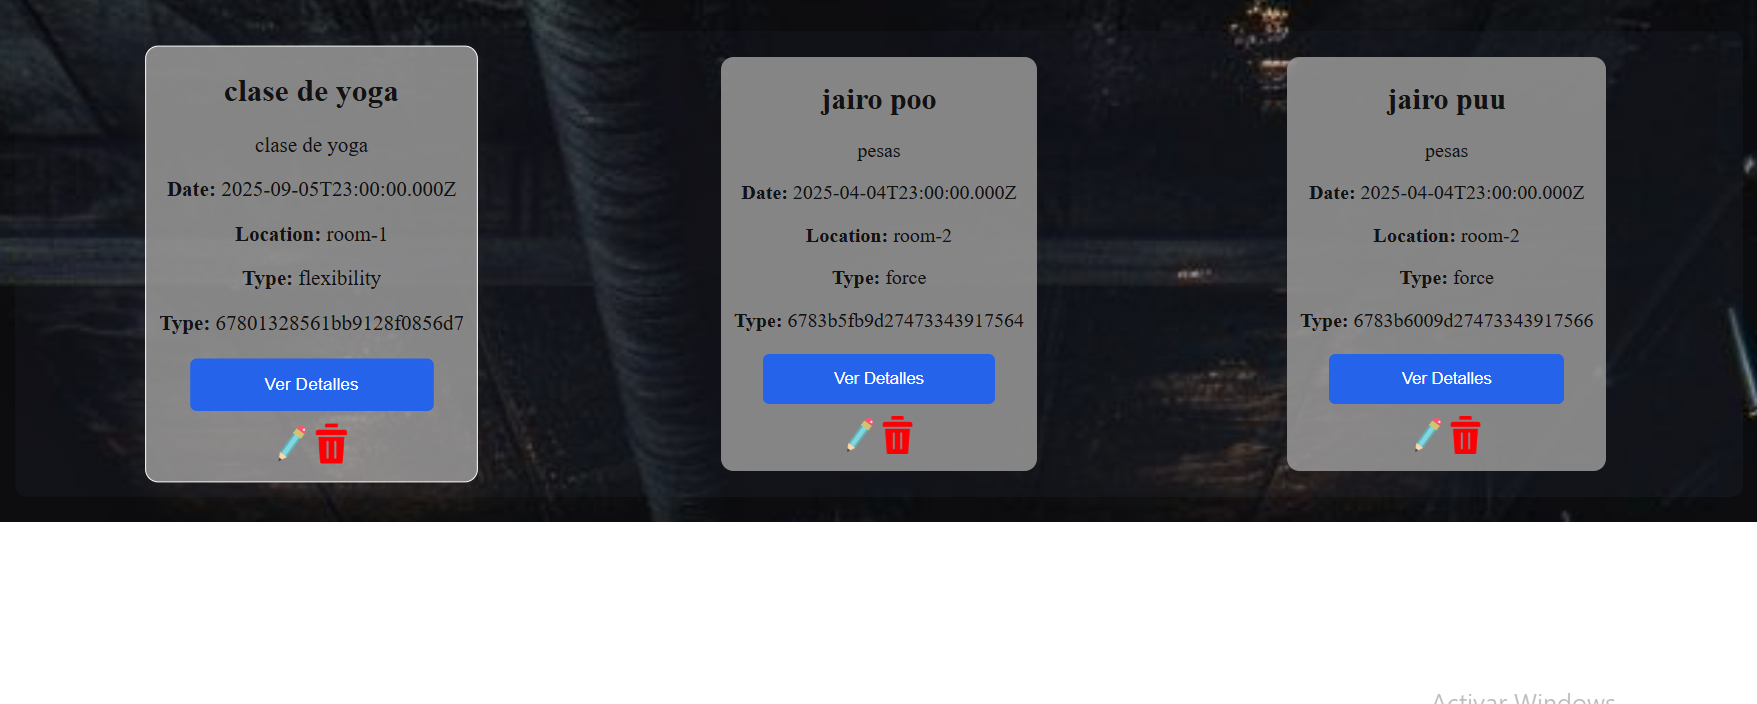 clase de yoga
clase de yoga
Date: 2025-09-05T23:00:00.000Z
Location: room-1
Type: flexibility
Type: 67801328561bb9128f0856d7
Ver Detalles
jairo poo
pesas
Date: 2025-04-04T23:00:00.000Z
Location: room-2
Type: force
Type: 6783b5fb9d27473343917564
Ver Detalles
jairo puu
pesas
Date: 2025-04-04T23:00:00.000Z
Location: room-2
Type: force
Type: 6783b6009d27473343917566
Ver Detalles
Activar Windows